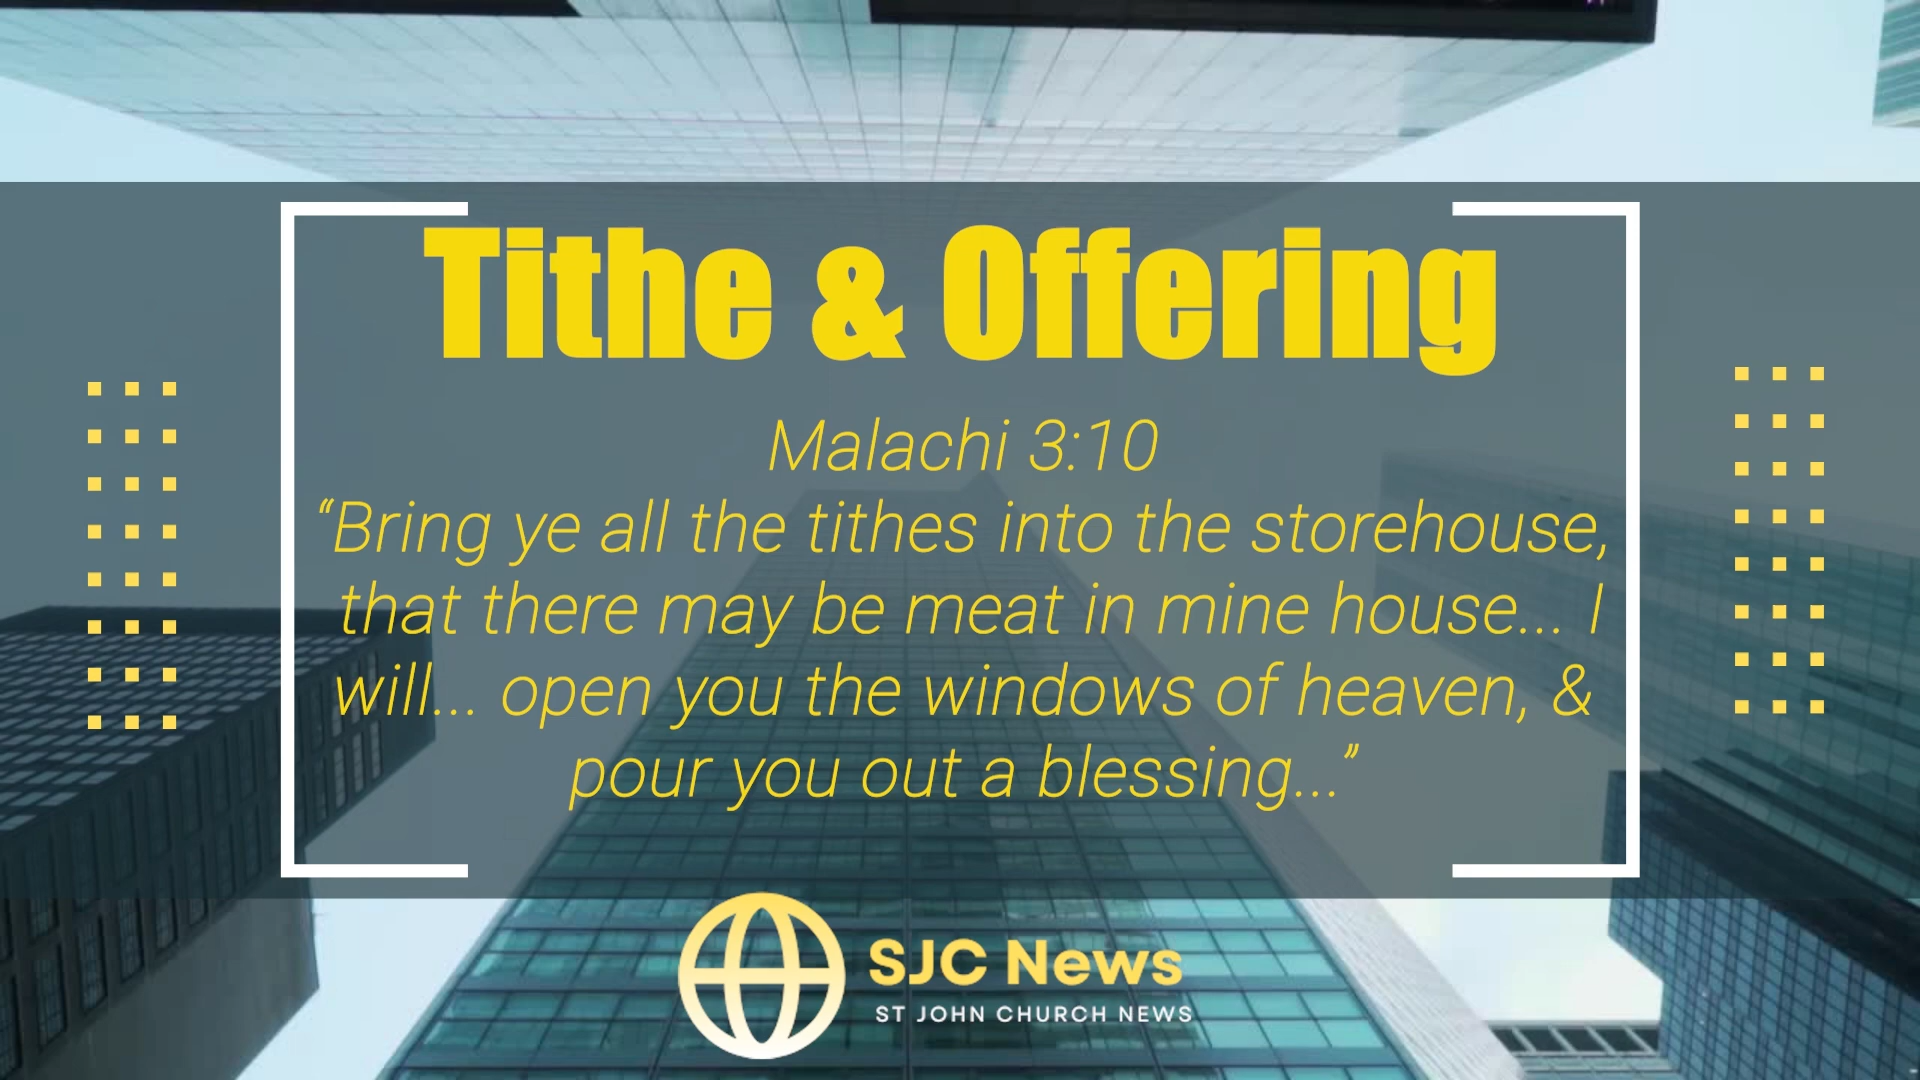 Tithe & Offering
Malachi 3:10
“Bring ye all the tithes into the storehouse,
that there may be meat in mine house... I
will... open you the windows of heaven, &
pour you out a blessing...”
SJC News
ST JOHN CHURCH NEWS